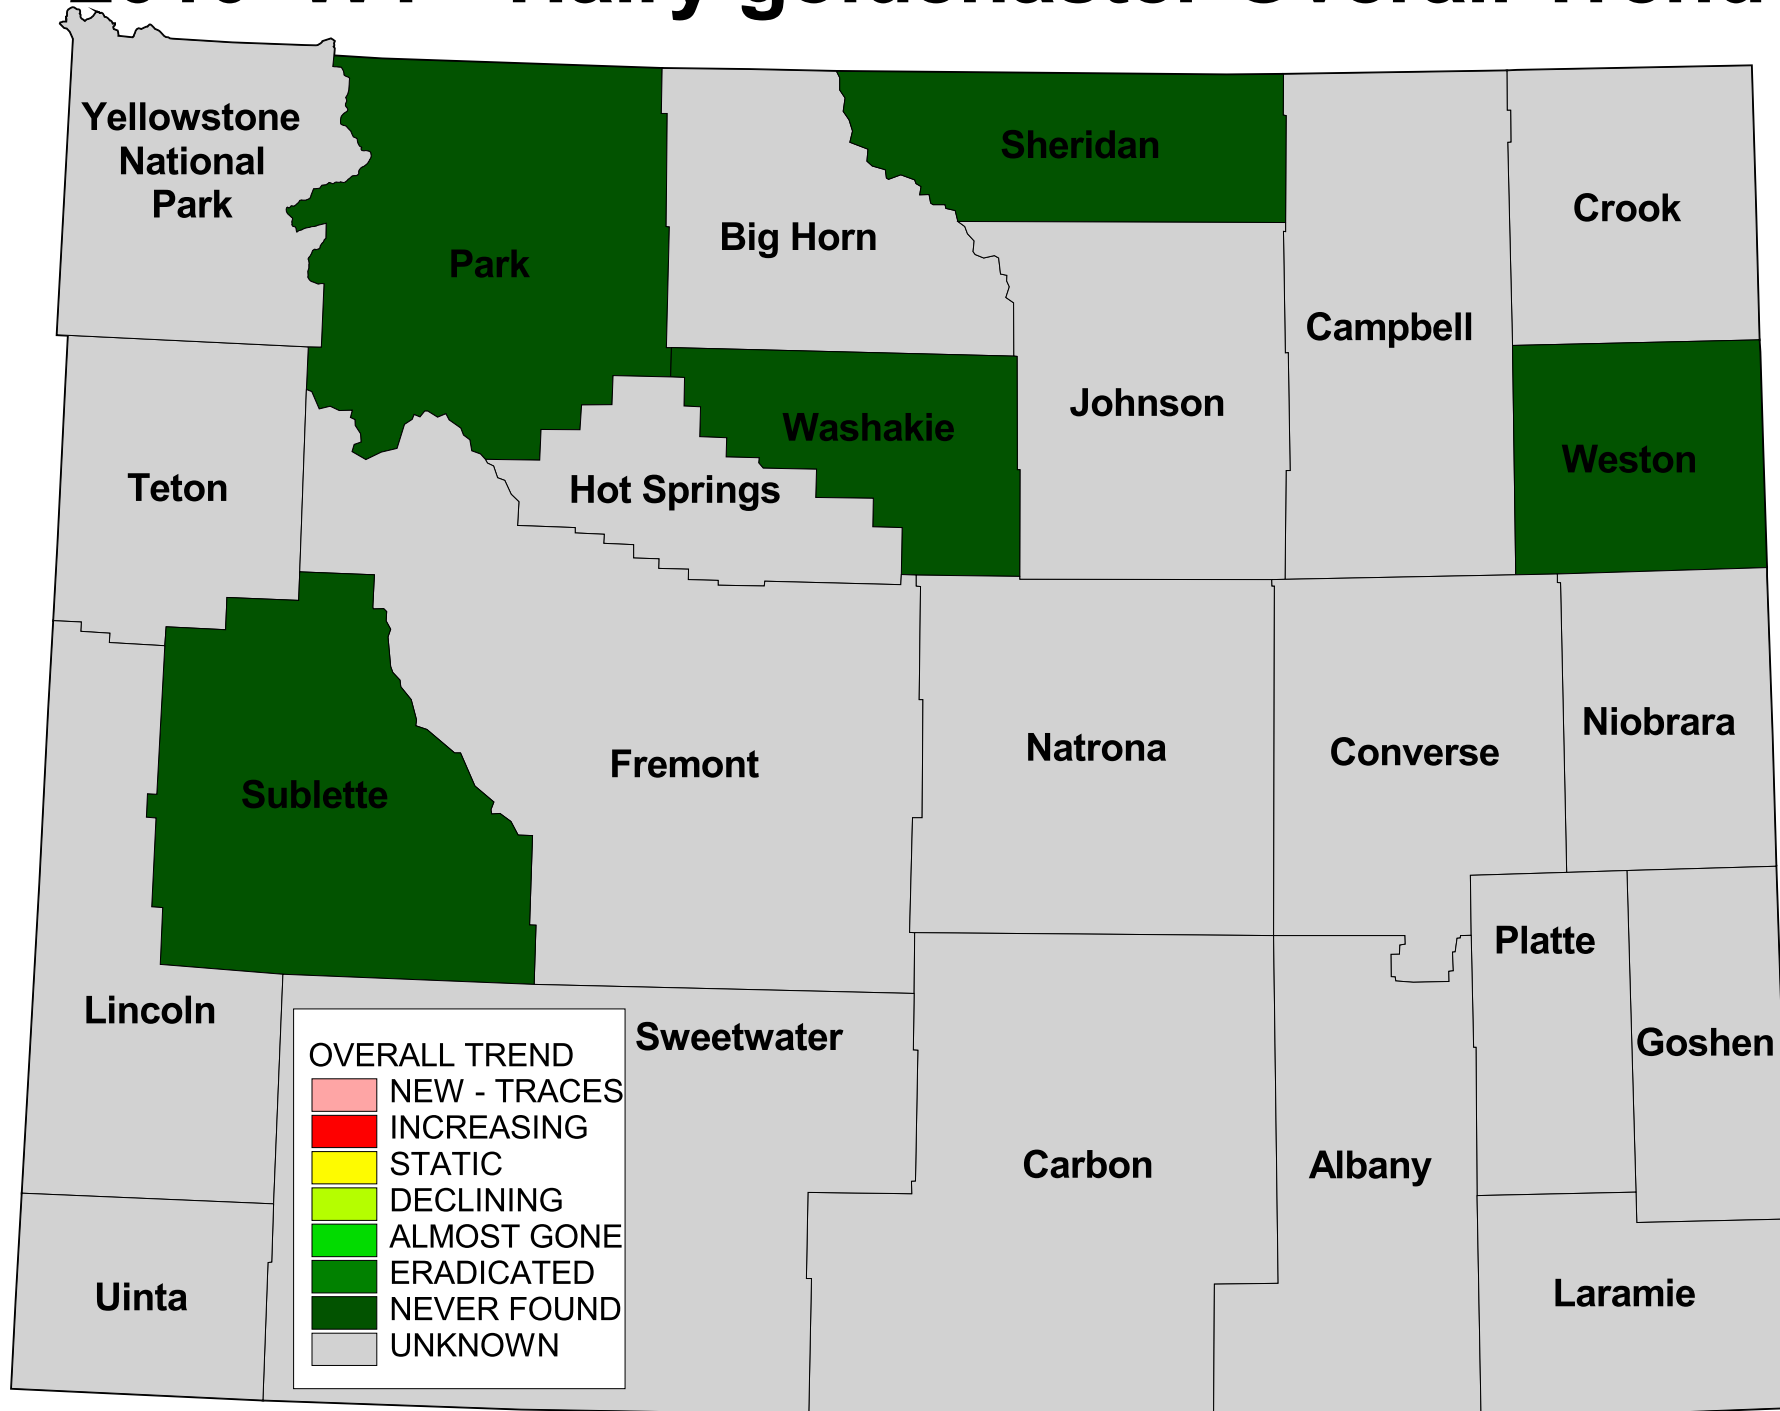 Yellowstone
National
Park
Park
Sheridan
Big Horn
Crook
Campbell
Johnson
Washakie
Weston
Teton
Hot Springs
Fremont
Natrona
Converse
Niobrara
Sublette
Platte
Lincoln
Sweetwater
Goshen
Carbon
Albany
Uinta
Laramie
OVERALL TREND
NEW - TRACES
INCREASING
STATIC
DECLINING
ALMOST GONE
ERADICATED
NEVER FOUND
UNKNOWN